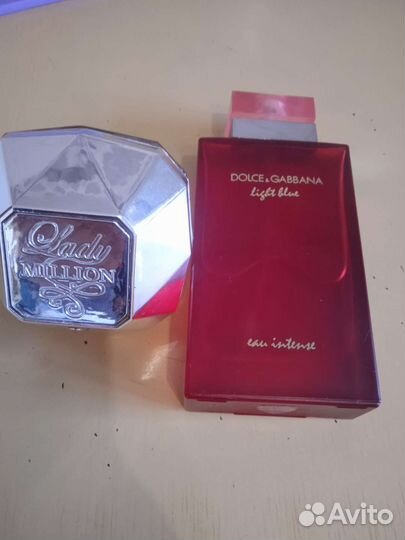 Lady
MILLION
DOLCE & GABBANA
light blue
eau intense
Avito